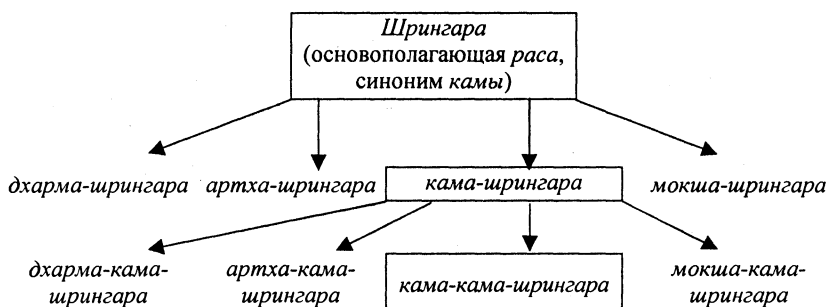 Шрингара
(основополагающая раса,
синоним камы)
дхарма-шрингара артха-шрингара кама-шрингара мокша-шрингара
дхарма-кама-
шрингара
артха-кама-
шрингара
кама-кама-шрингара
мокша-кама-
шрингара